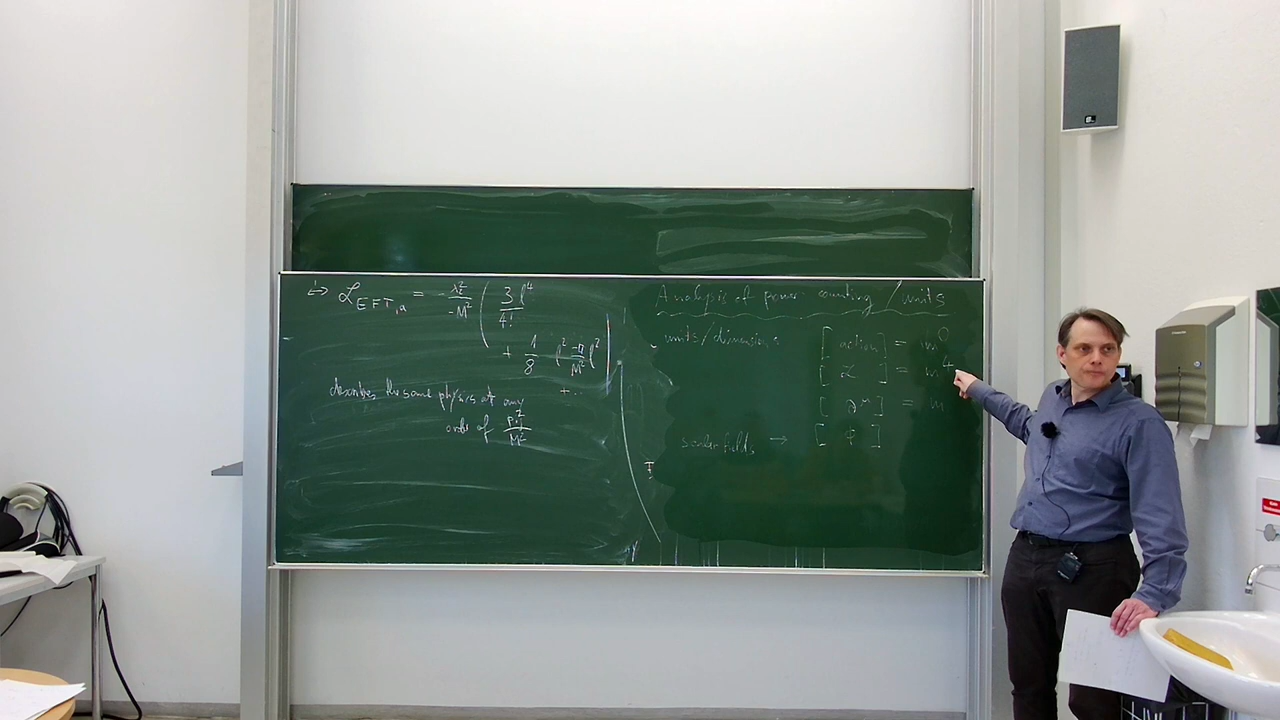 ↪ ℒ_EFT,a = λ²/-M² ( 3φ⁴/4!
+ 1/8 φ² -□/M² φ² )
+ ...
describes the same physics at any
order of p²/M²
Analysis of power counting / units
units/dimensions [ action ] = m⁰
[ ℒ ] = m⁴
[ ∂^μ ] = m
scalar fields → [ φ ]